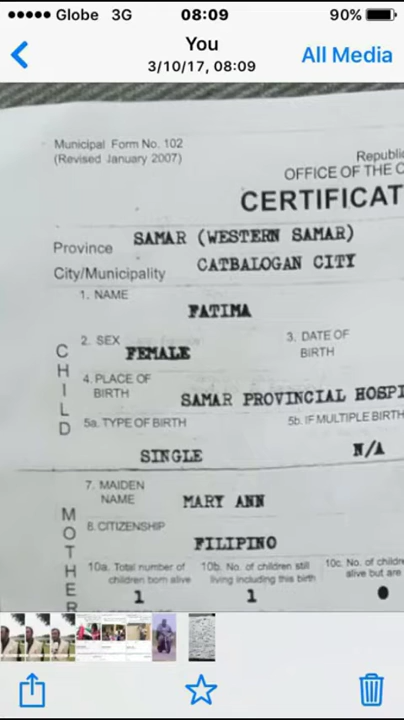 Globe 3G 08:09 90%
You
3/10/17, 08:09
All Media
Municipal Form No. 102
(Revised January 2007)
Republic
OFFICE OF THE C
CERTIFICAT
Province SAMAR (WESTERN SAMAR)
City/Municipality CATBALOGAN CITY
1. NAME
FATIMA
2. SEX
FEMALE
3. DATE OF
BIRTH
4. PLACE OF
BIRTH
SAMAR PROVINCIAL HOSPI
5a. TYPE OF BIRTH
5b. IF MULTIPLE BIRTH
SINGLE
N/A
CHILD
7. MAIDEN
NAME
MARY ANN
8. CITIZENSHIP
FILIPINO
10a. Total number of
children born alive
1
10b. No. of children still
living including this birth
1
10c. No. of childre
alive but are
MOTHER